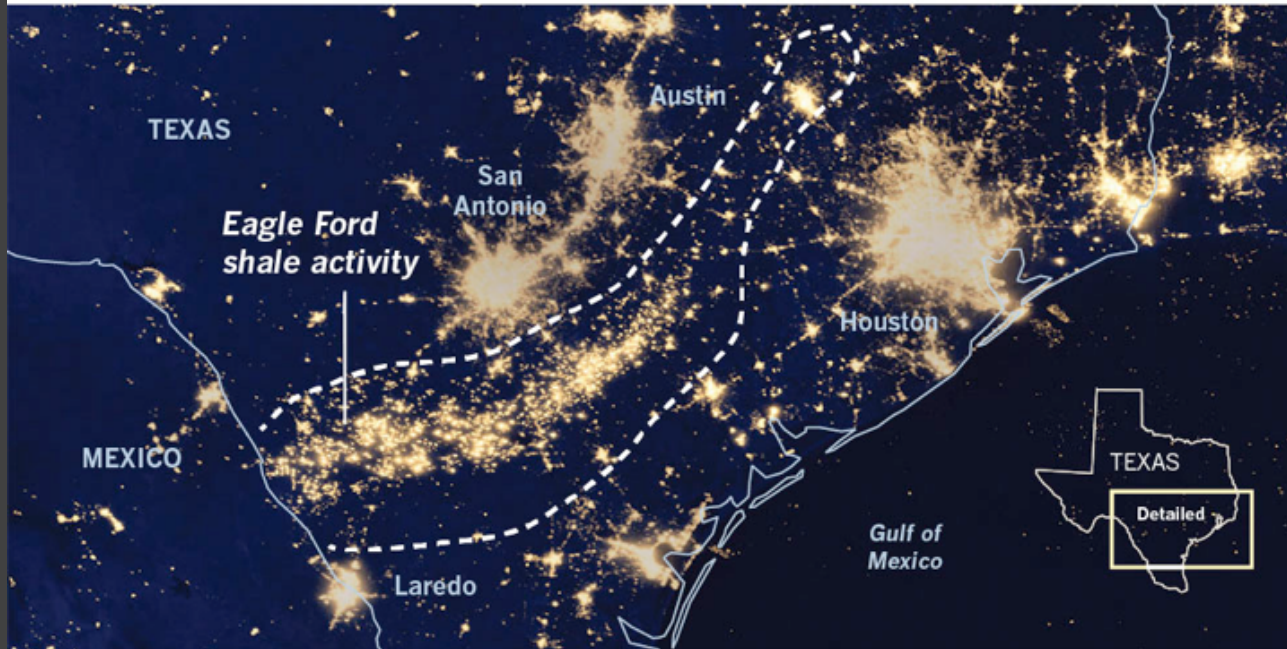 Austin
TEXAS
San
Antonio
Eagle Ford
shale activity
Houston
MEXICO
TEXAS
Detailed
Gulf of
Mexico
Laredo